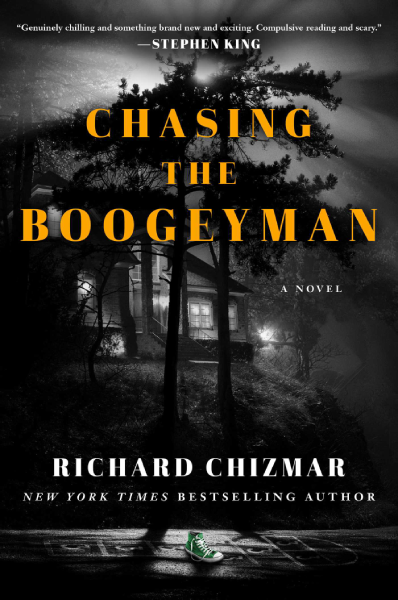 “Genuinely chilling and something brand new and exciting. Compulsive reading and scary.”
—STEPHEN KING
CHASING
THE
BOOGEYMAN
A NOVEL
RICHARD CHIZMAR
NEW YORK TIMES BESTSELLING AUTHOR